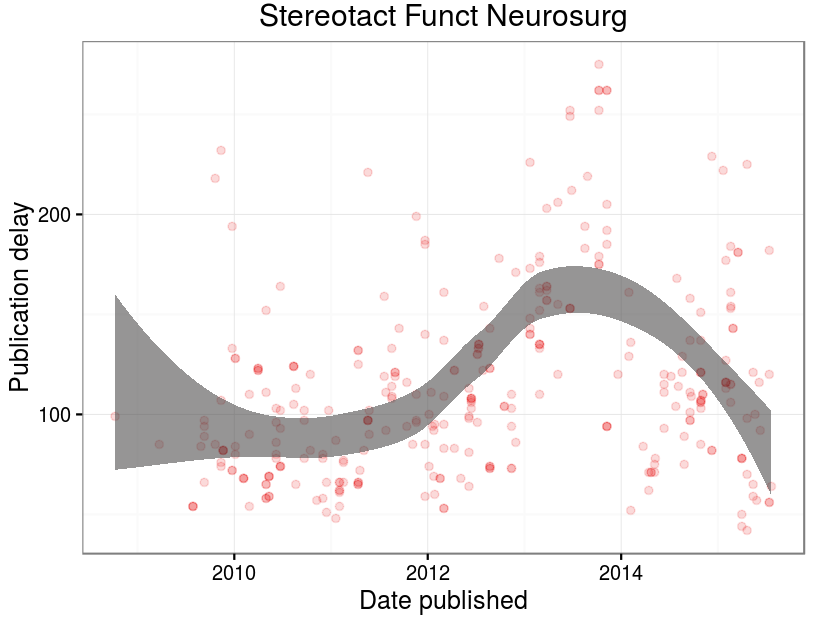 Stereotact Funct Neurosurg
Publication delay
200
100
2010 2012 2014
Date published